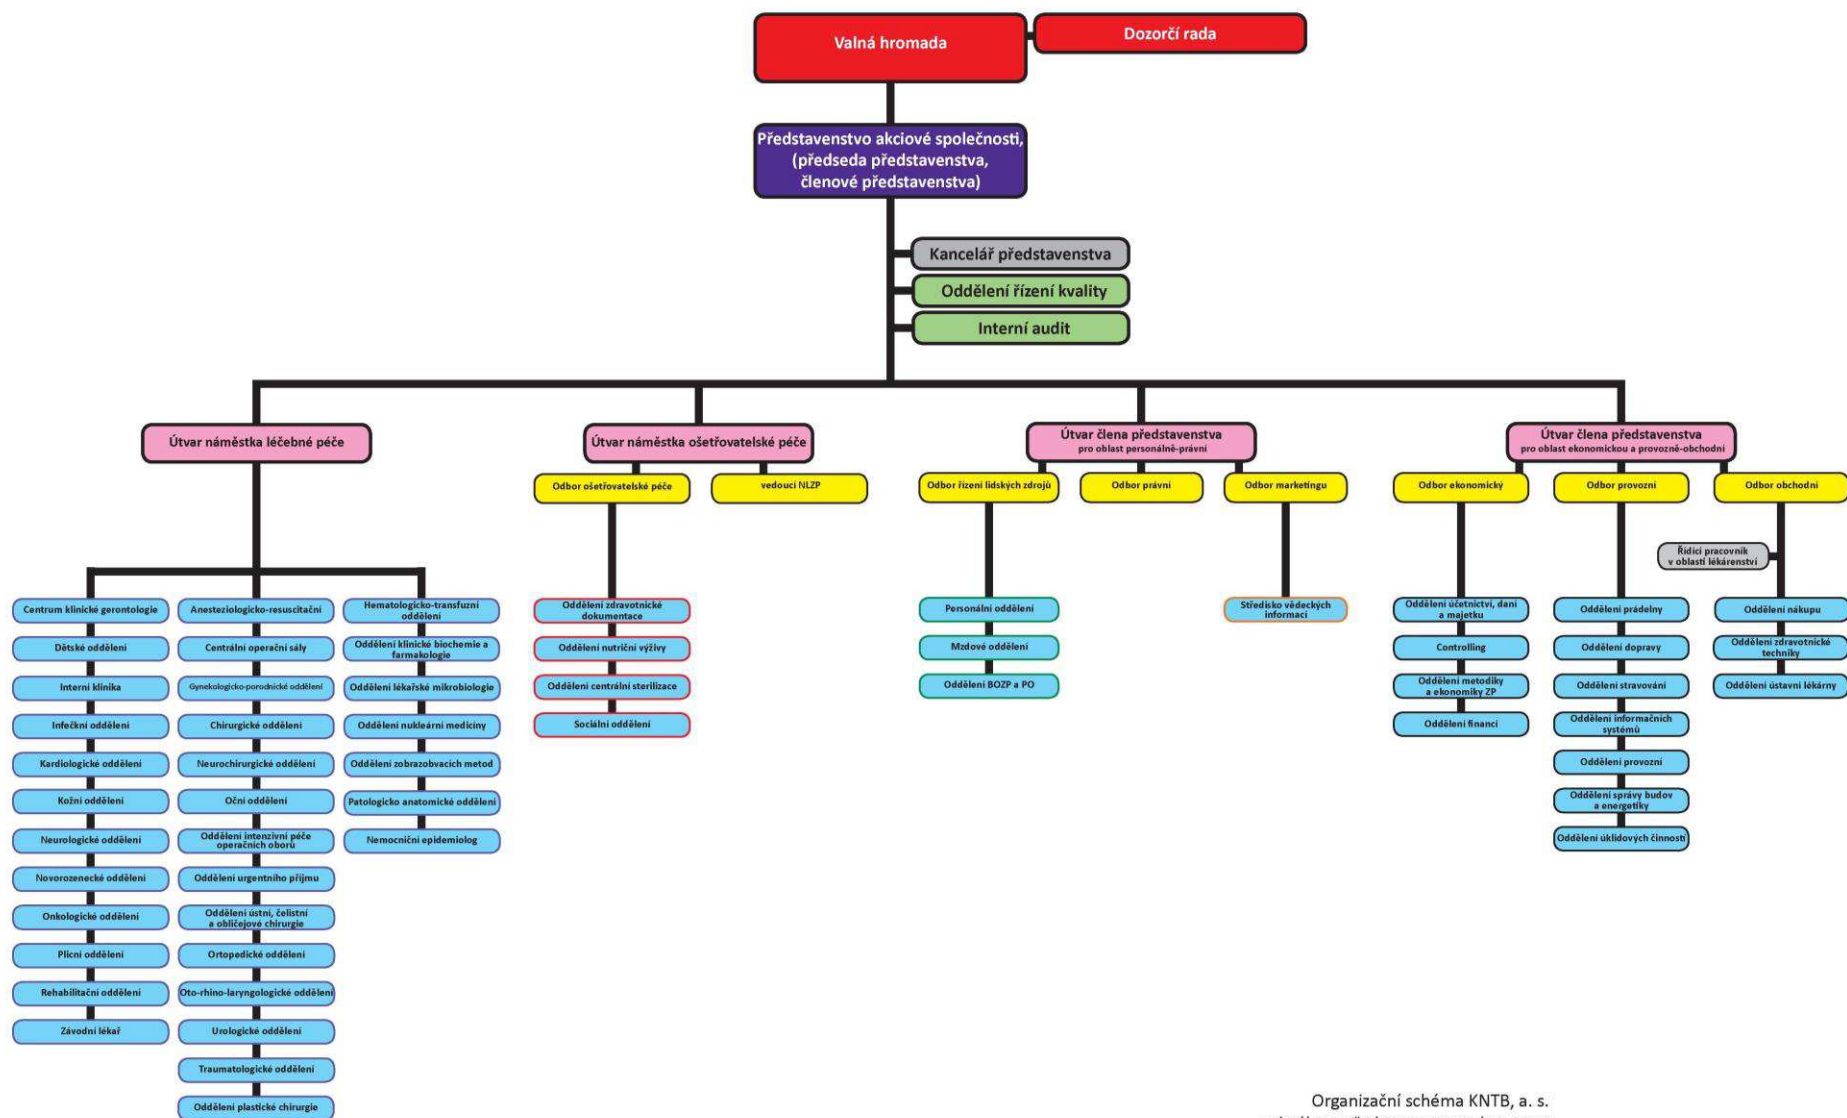 Valná hromada
Dozorčí rada
Představenstvo akciové společnosti,
(předseda představenstva,
členové představenstva)
Kancelář představenstva
Oddělení řízení kvality
Interní audit
Útvar náměstka léčebné péče
Útvar náměstka ošetřovatelské péče
Útvar člena představenstva
pro oblast personálně-právní
Útvar člena představenstva
pro oblast ekonomickou a provozně-obchodní
Odbor ošetřovatelské péče
vedoucí NLZP
Odbor řízení lidských zdrojů
Odbor právní
Odbor marketingu
Odbor ekonomický
Odbor provozní
Odbor obchodní
Řídící pracovník
v oblasti lékárenství
Centrum klinické gerontologie
Dětské oddělení
Interní klinika
Infečkní oddělení
Kardiologické oddělení
Kožní oddělení
Neurologické oddělení
Novorozenecké oddělení
Onkologické oddělení
Plicní oddělení
Rehabilitační oddělení
Závodní lékař
Anesteziologicko-resuscitační
Centrální operační sály
Gynekologicko-porodnické oddělení
Chirurgické oddělení
Neurochirurgické oddělení
Oční oddělení
Oddělení intenzivní péče
operačních oborů
Oddělení urgentního příjmu
Oddělení ústní, čelistní
a obličejové chirurgie
Ortopedické oddělení
Oto-rhino-laryngologické oddělení
Urologické oddělení
Traumatologické oddělení
Oddělení plastické chirurgie
Hematologicko-transfuzní
oddělení
Oddělení klinické biochemie a
farmakologie
Oddělení lékařské mikrobiologie
Oddělení nukleární medicíny
Oddělení zobrazobvacích metod
Patologicko anatomické oddělení
Nemocniční epidemiolog
Oddělení zdravotnické
dokumentace
Oddělení nutriční výživy
Oddělení centrální sterilizace
Sociální oddělení
Personální oddělení
Mzdové oddělení
Oddělení BOZP a PO
Středisko vědeckých
informací
Oddělení účetnictví, daní
a majetku
Controlling
Oddělení metodiky
a ekonomiky ZP
Oddělení financí
Oddělení prádelny
Oddělení dopravy
Oddělení stravování
Oddělení informačních
systémů
Oddělení provozní
Oddělení správy budov
a energetiky
Oddělení úklidových činností
Oddělení nákupu
Oddělení zdravotnické
techniky
Oddělení ústavní lékárny
Organizační schéma KNTB, a. s.